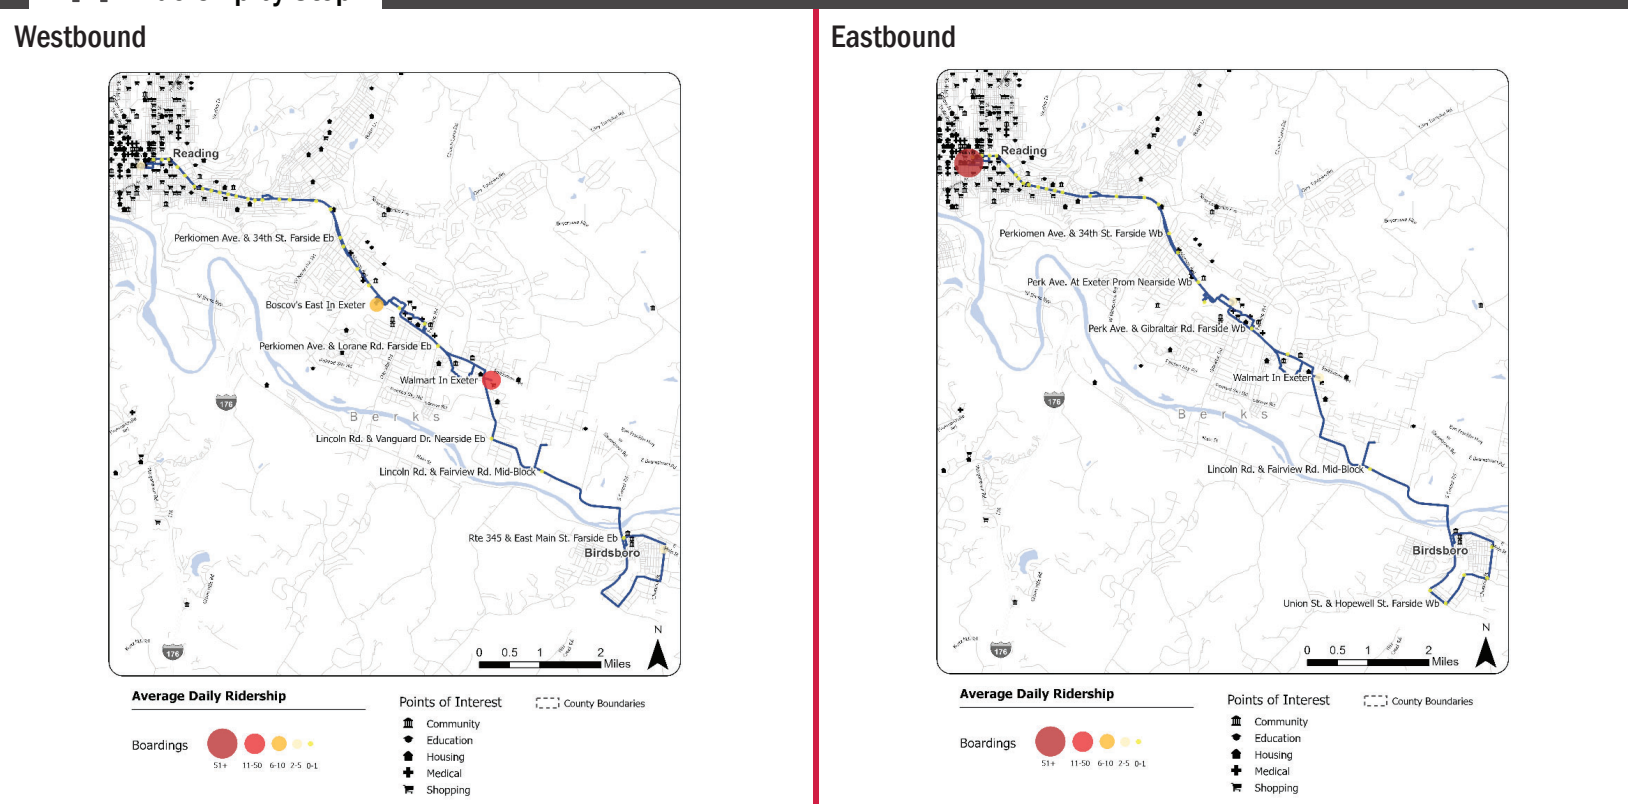 Westbound
Reading
Perkiomen Ave. & 34th St. Farside Eb
Boscov's East In Exeter
Perkiomen Ave. & Lorane Rd. Farside Eb
Walmart In Exeter
176
Berks
Lincoln Rd. & Vanguard Dr. Nearside Eb
Lincoln Rd. & Fairview Rd. Mid-Block
Rte 345 & East Main St. Farside Eb
Birdsboro
176
N
0 0.5 1 2
Miles
Average Daily Ridership
Boardings
51+ 11-50 6-10 2-5 0-1
Points of Interest
Community
Education
Housing
Medical
Shopping
County Boundaries
Eastbound
Reading
Perkiomen Ave. & 34th St. Farside Wb
Perk Ave. At Exeter Prom Nearside Wb
Perk Ave. & Gibraltar Rd. Farside Wb
Walmart In Exeter
176
Berks
Lincoln Rd. & Fairview Rd. Mid-Block
Birdsboro
Union St. & Hopewell St. Farside Wb
176
N
0 0.5 1 2
Miles
Average Daily Ridership
Boardings
51+ 11-50 6-10 2-5 0-1
Points of Interest
Community
Education
Housing
Medical
Shopping
County Boundaries